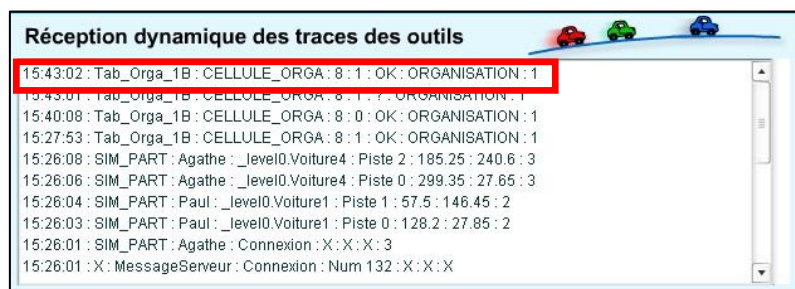 Réception dynamique des traces des outils
15:43:02 : Tab_Orga_1B : CELLULE_ORGA : 8 : 1 : OK : ORGANISATION : 1
15:43:01 : Tab_Orga_1B : CELLULE_ORGA : 8 : 1 : ? : ORGANISATION : 1
15:40:08 : Tab_Orga_1B : CELLULE_ORGA : 8 : 0 : OK : ORGANISATION : 1
15:27:53 : Tab_Orga_1B : CELLULE_ORGA : 8 : 1 : OK : ORGANISATION : 1
15:26:08 : SIM_PART : Agathe : _level0.Voiture4 : Piste 2 : 185.25 : 240.6 : 3
15:26:06 : SIM_PART : Agathe : _level0.Voiture4 : Piste 0 : 299.35 : 27.65 : 3
15:26:04 : SIM_PART : Paul : _level0.Voiture1 : Piste 1 : 57.5 : 146.45 : 2
15:26:03 : SIM_PART : Paul : _level0.Voiture1 : Piste 0 : 128.2 : 27.85 : 2
15:26:01 : SIM_PART : Agathe : Connexion : X : X : X : 3
15:26:01 : X : MessageServeur : Connexion : Num 132 : X : X : X